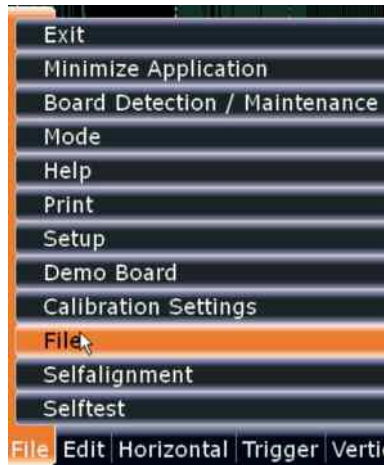 Exit
Minimize Application
Board Detection / Maintenance
Mode
Help
Print
Setup
Demo Board
Calibration Settings
File
Selfalignment
Selftest
File Edit Horizontal Trigger